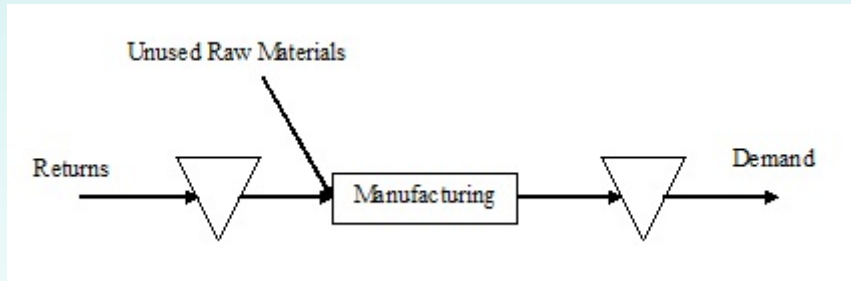 Unused Raw Materials
Returns
Demand
Manufacturing